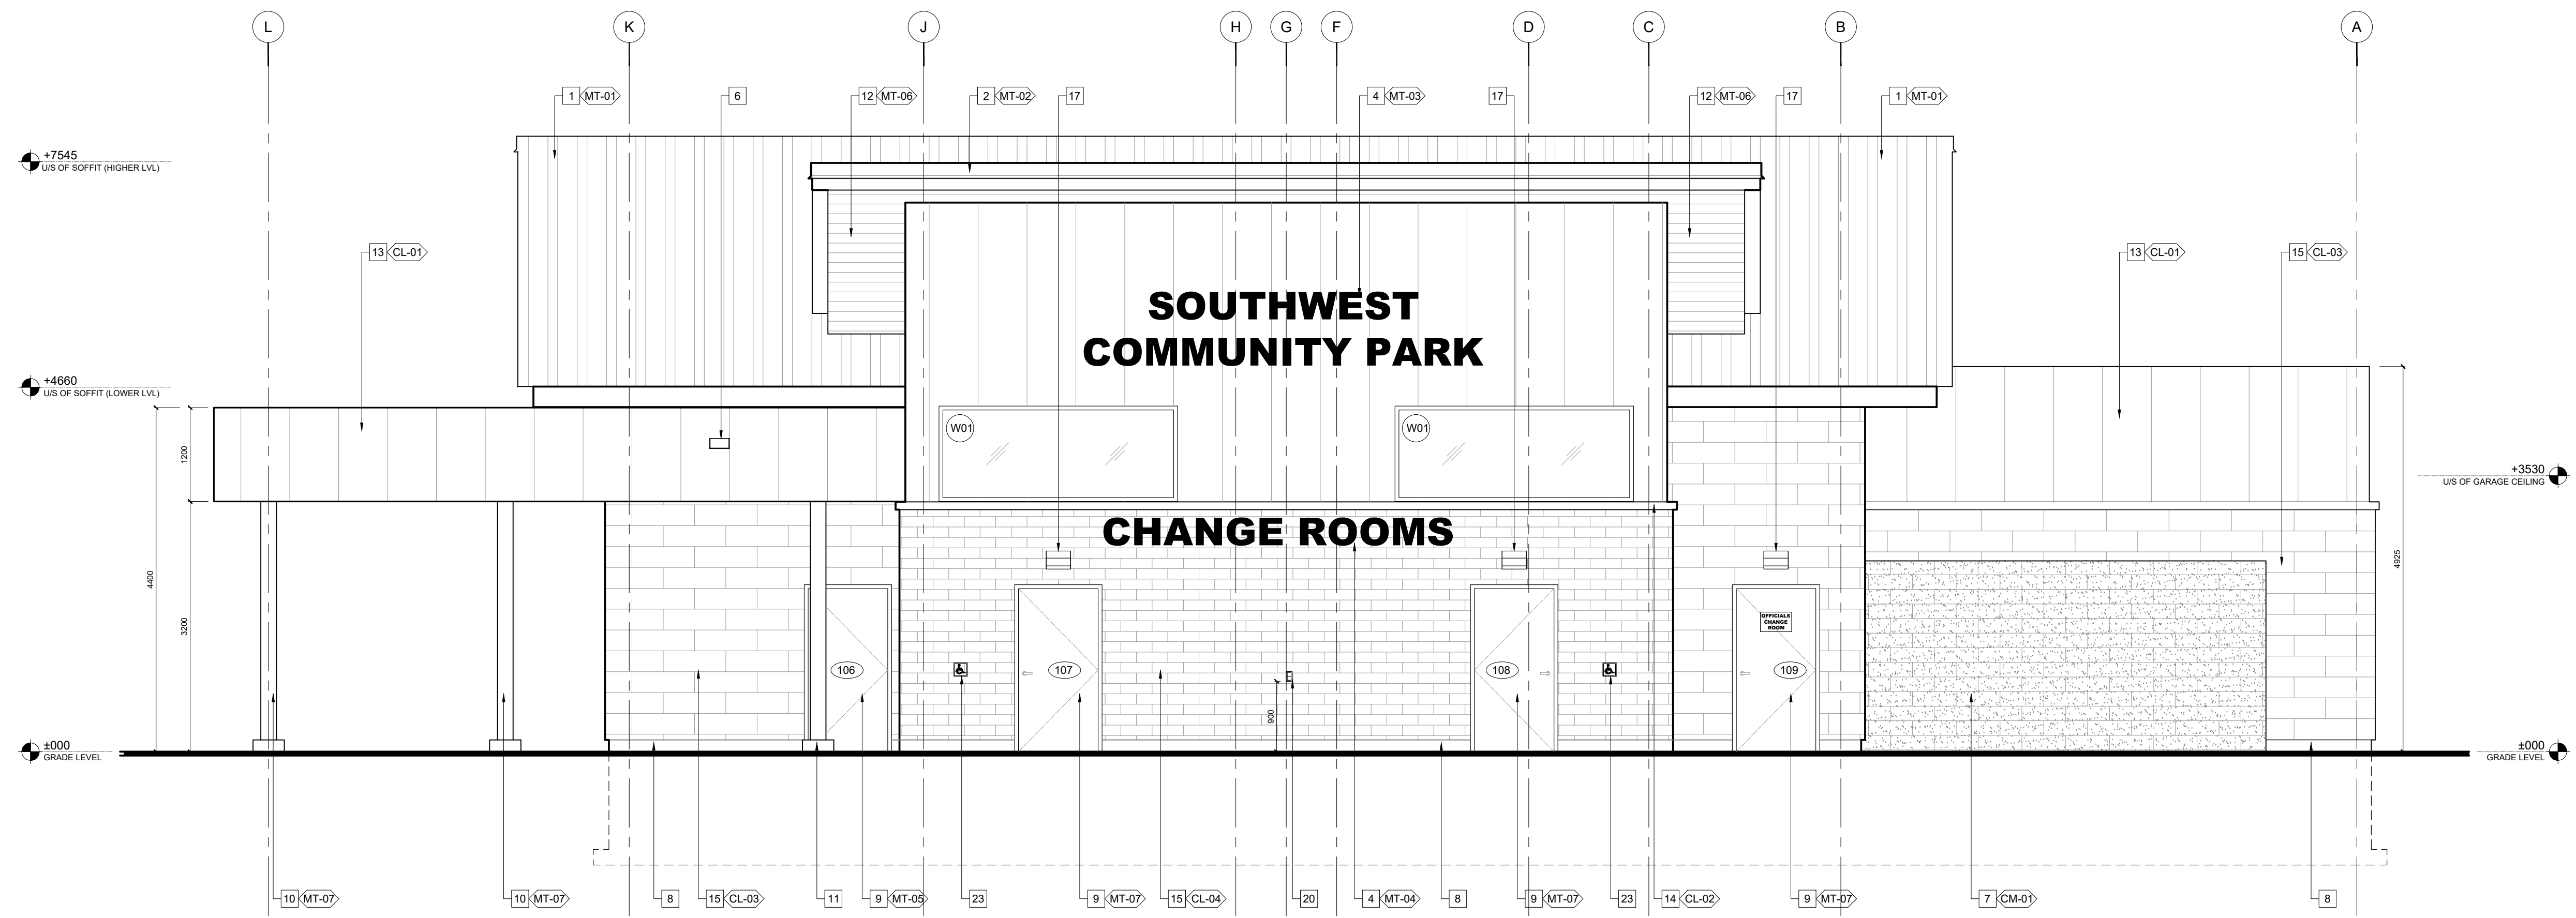 L K J H G F D C B A
1 MT-01 6 12 MT-06 2 MT-02 17 4 MT-03 17 12 MT-06 17 1 MT-01
+7545
U/S OF SOFFIT (HIGHER LVL)
13 CL-01 13 CL-01 15 CL-03
SOUTHWEST
COMMUNITY PARK
+4660
U/S OF SOFFIT (LOWER LVL)
W01 W01
1200
4925
+3530
U/S OF GARAGE CEILING
CHANGE ROOMS
4400
3200
OFFICIALS
CHANGE
ROOM
106 107 108 109
900
±000
GRADE LEVEL
±000
GRADE LEVEL
10 MT-07 10 MT-07 8 15 CL-03 11 9 MT-05 23 9 MT-07 15 CL-04 20 4 MT-04 8 9 MT-07 23 14 CL-02 9 MT-07 7 CM-01 8